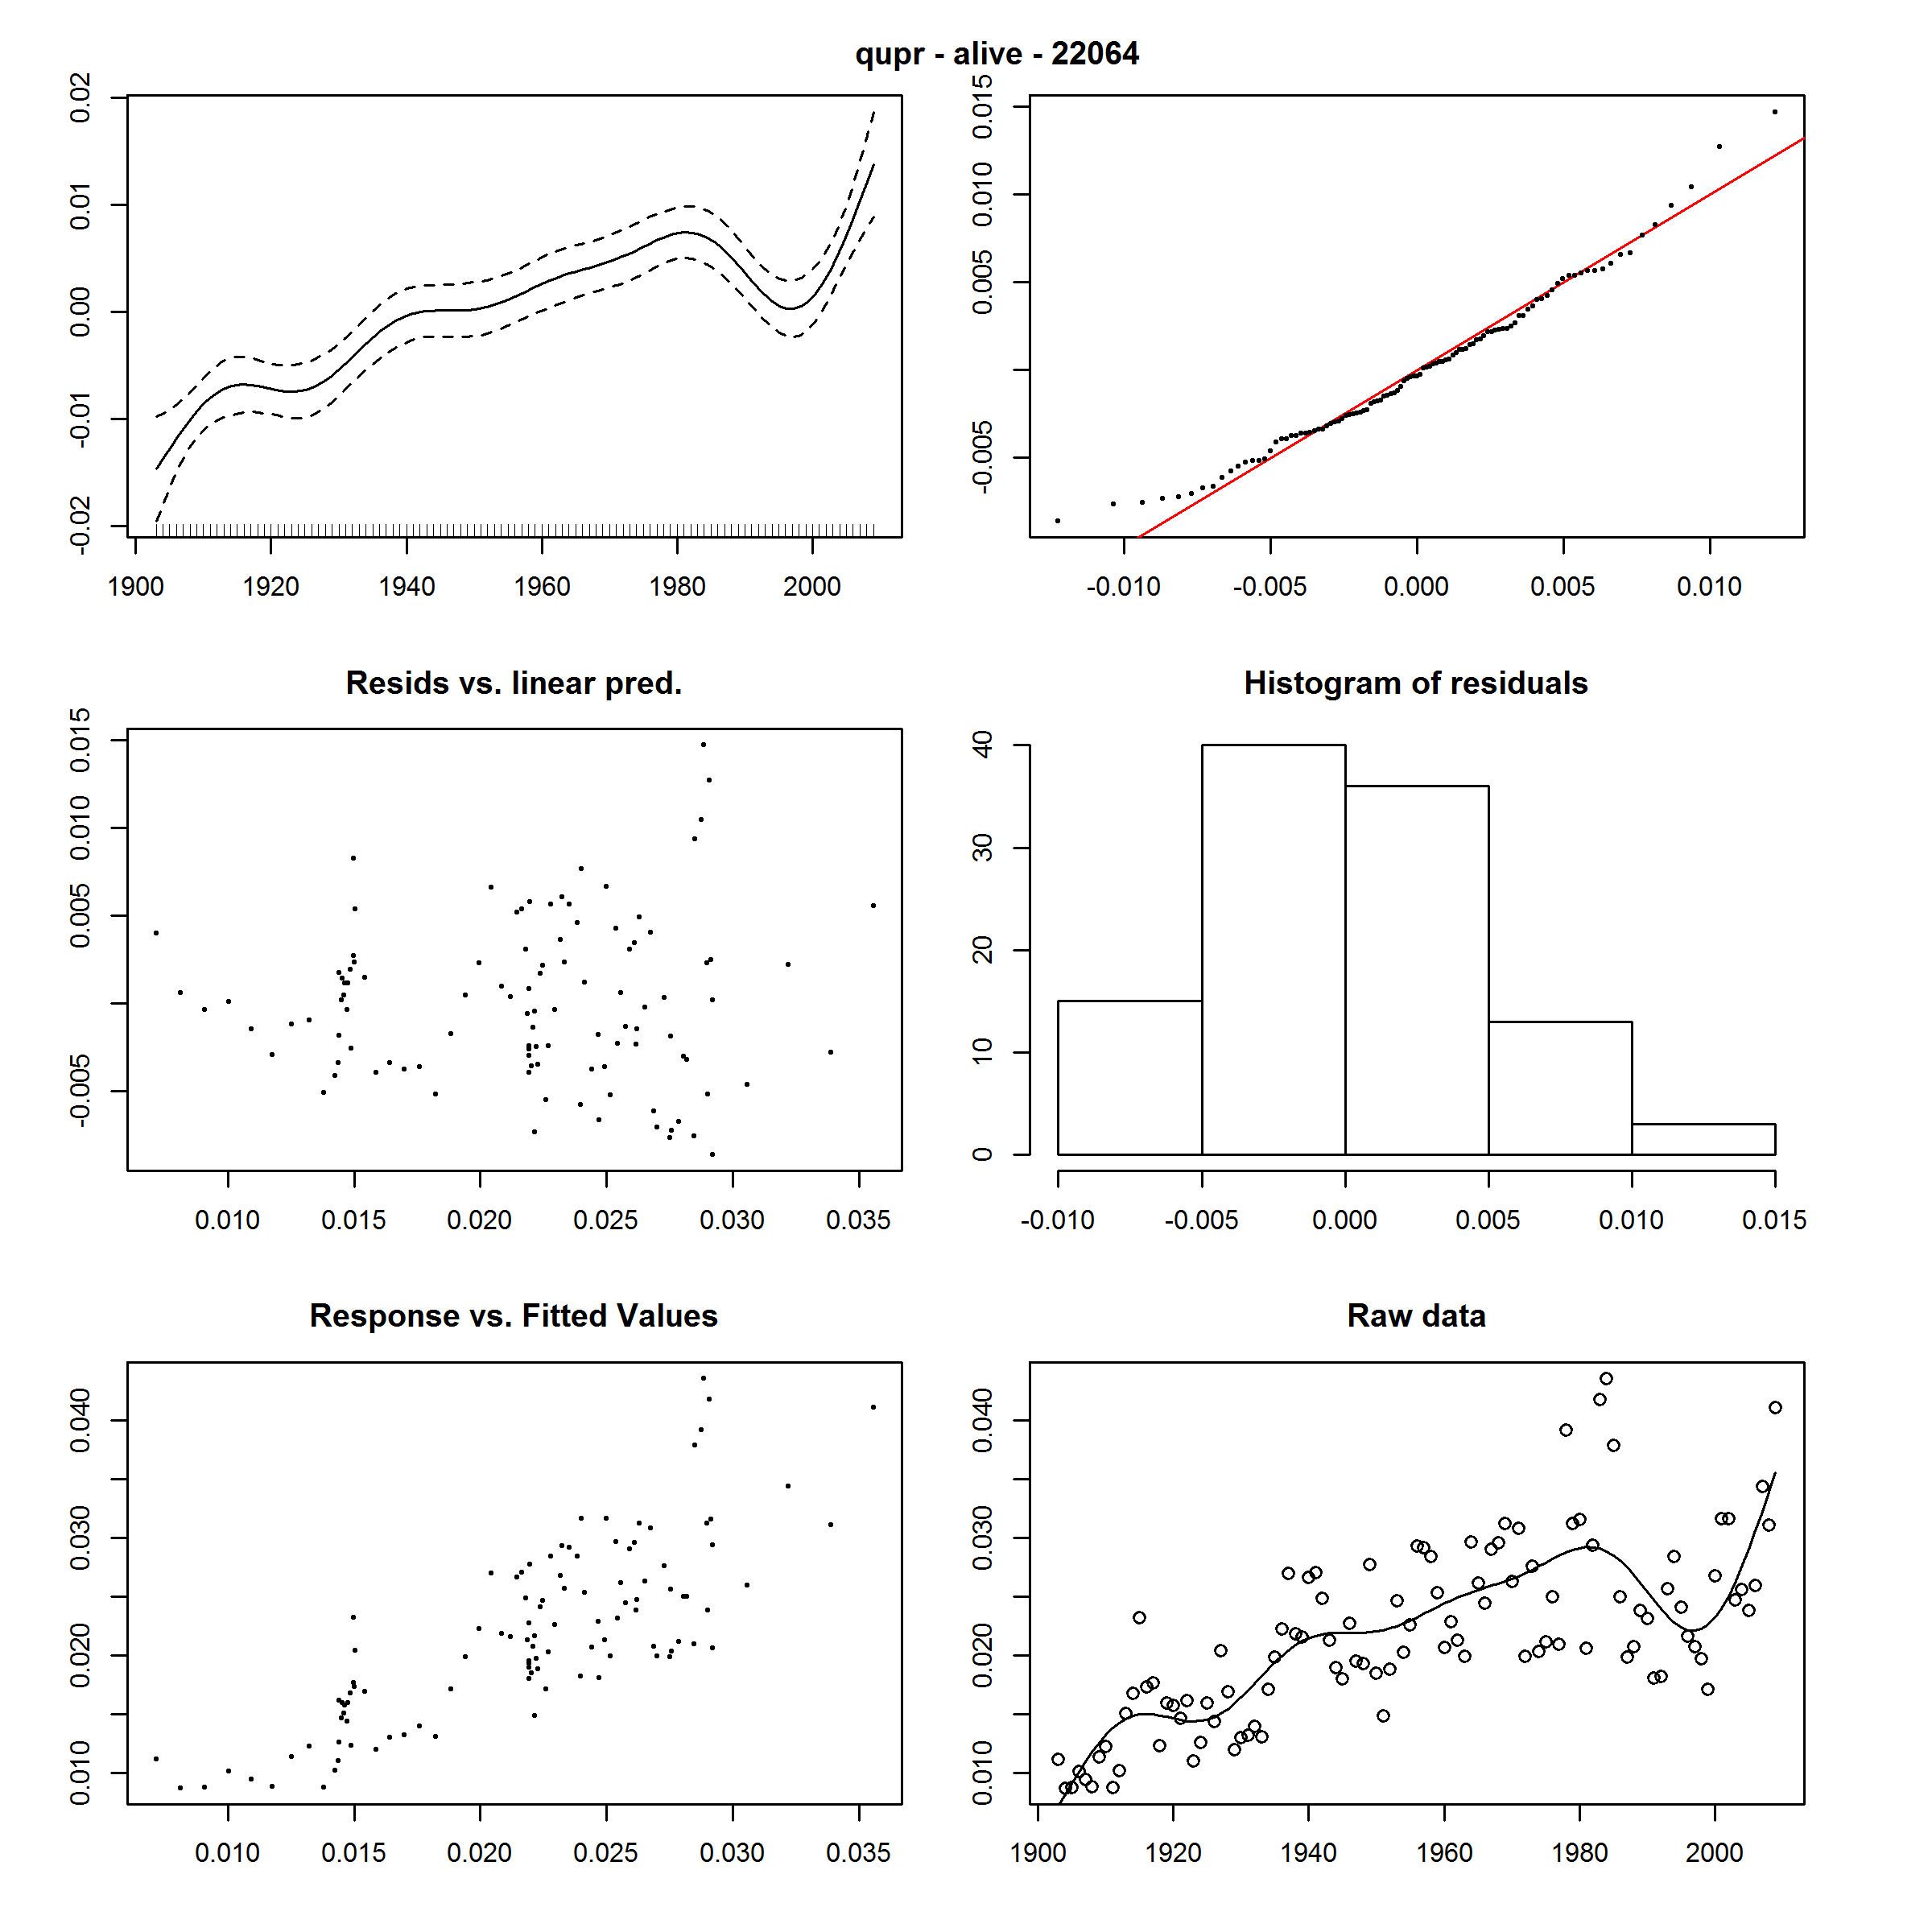 qupr - alive - 22064
0.02
0.01
0.00
-0.01
-0.02
1900 1920 1940 1960 1980 2000
0.015
0.010
0.005
-0.005
-0.010 -0.005 0.000 0.005 0.010
Resids vs. linear pred.
0.015
0.010
0.005
-0.005
0.010 0.015 0.020 0.025 0.030 0.035
Histogram of residuals
40
30
20
10
0
-0.010 -0.005 0.000 0.005 0.010 0.015
Response vs. Fitted Values
0.040
0.030
0.020
0.010
0.010 0.015 0.020 0.025 0.030 0.035
Raw data
0.040
0.030
0.020
0.010
1900 1920 1940 1960 1980 2000